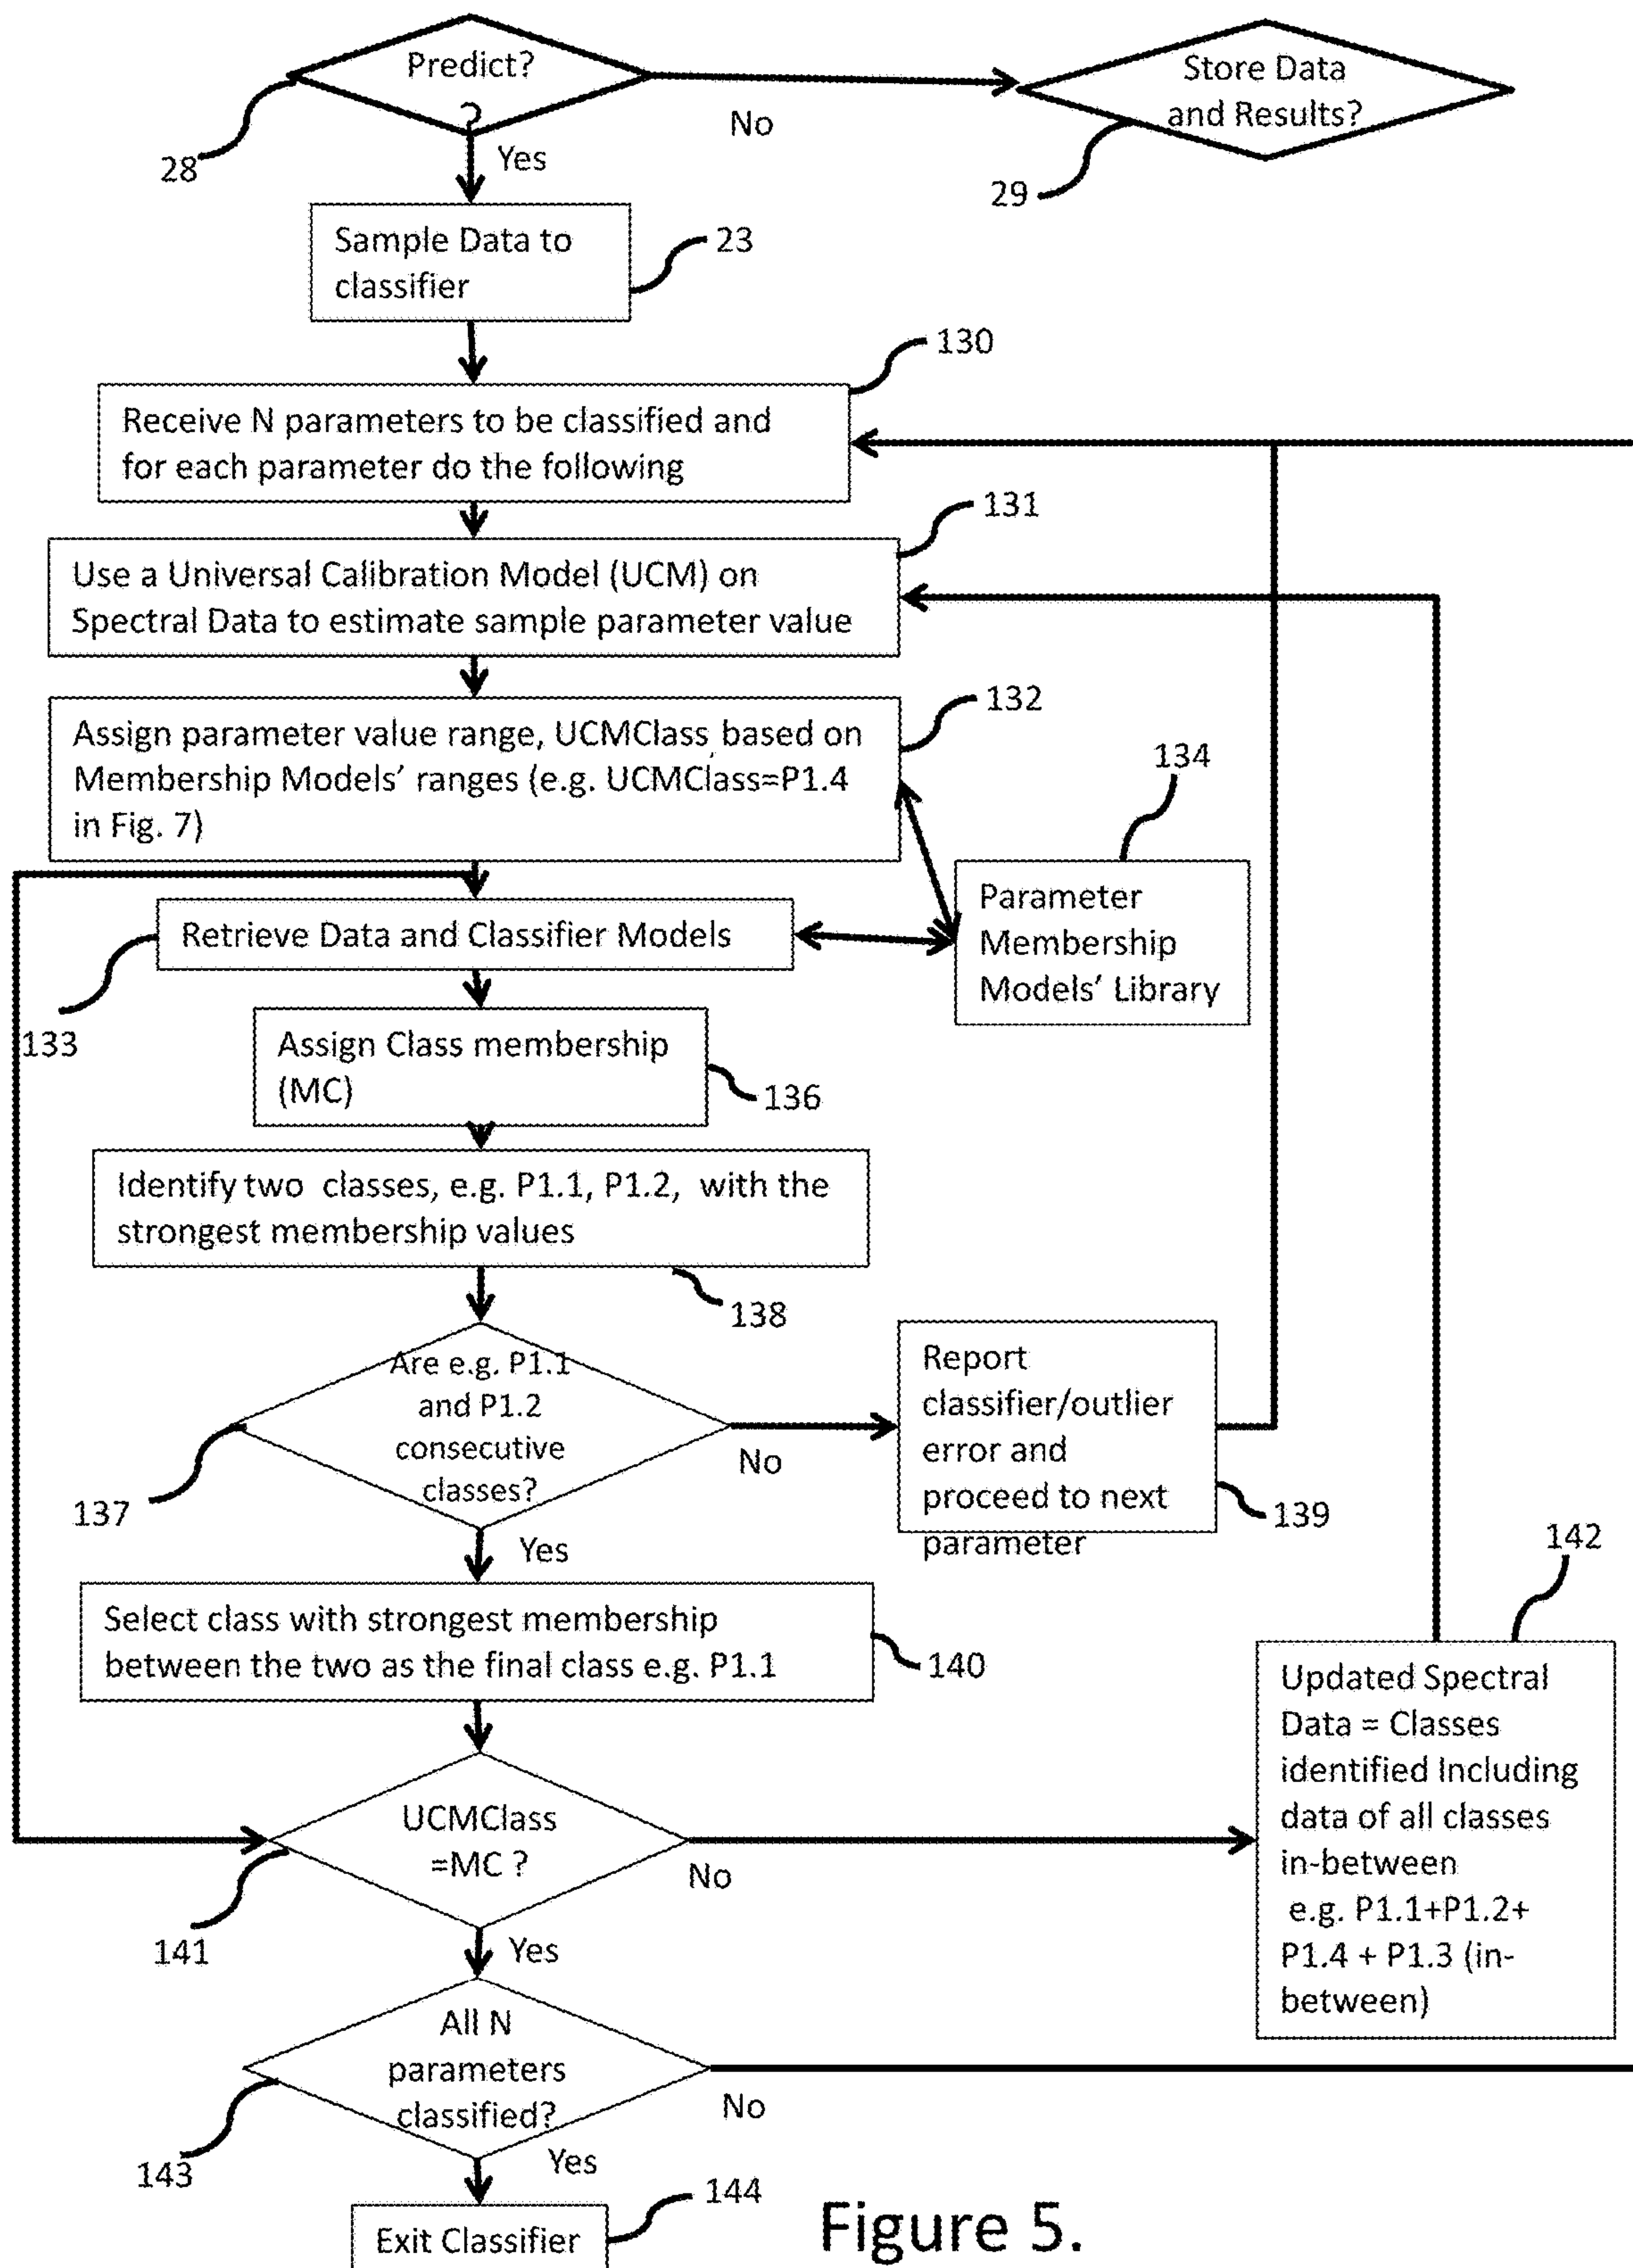 Predict?
?
Store Data
and Results?
No
28
Yes
29
Sample Data to
classifier
23
130
Receive N parameters to be classified and
for each parameter do the following
131
Use a Universal Calibration Model (UCM) on
Spectral Data to estimate sample parameter value
132
Assign parameter value range, UCMClass, based on
Membership Models' ranges (e.g. UCMClass=P1.4
in Fig. 7)
134
Parameter
Membership
Models' Library
Retrieve Data and Classifier Models
133
Assign Class membership
(MC)
136
Identify two classes, e.g. P1.1, P1.2, with the
strongest membership values
138
Are e.g. P1.1
and P1.2
consecutive
classes?
No
137
Yes
Report
classifier/outlier
error and
proceed to next
parameter
139
142
Select class with strongest membership
between the two as the final class e.g. P1.1
140
Updated Spectral
Data = Classes
identified Including
data of all classes
in-between
e.g. P1.1+P1.2+
P1.4 + P1.3 (in-
between)
UCMClass
=MC ?
No
141
Yes
All N
parameters
classified?
No
143
Yes
144
Exit Classifier
Figure 5.